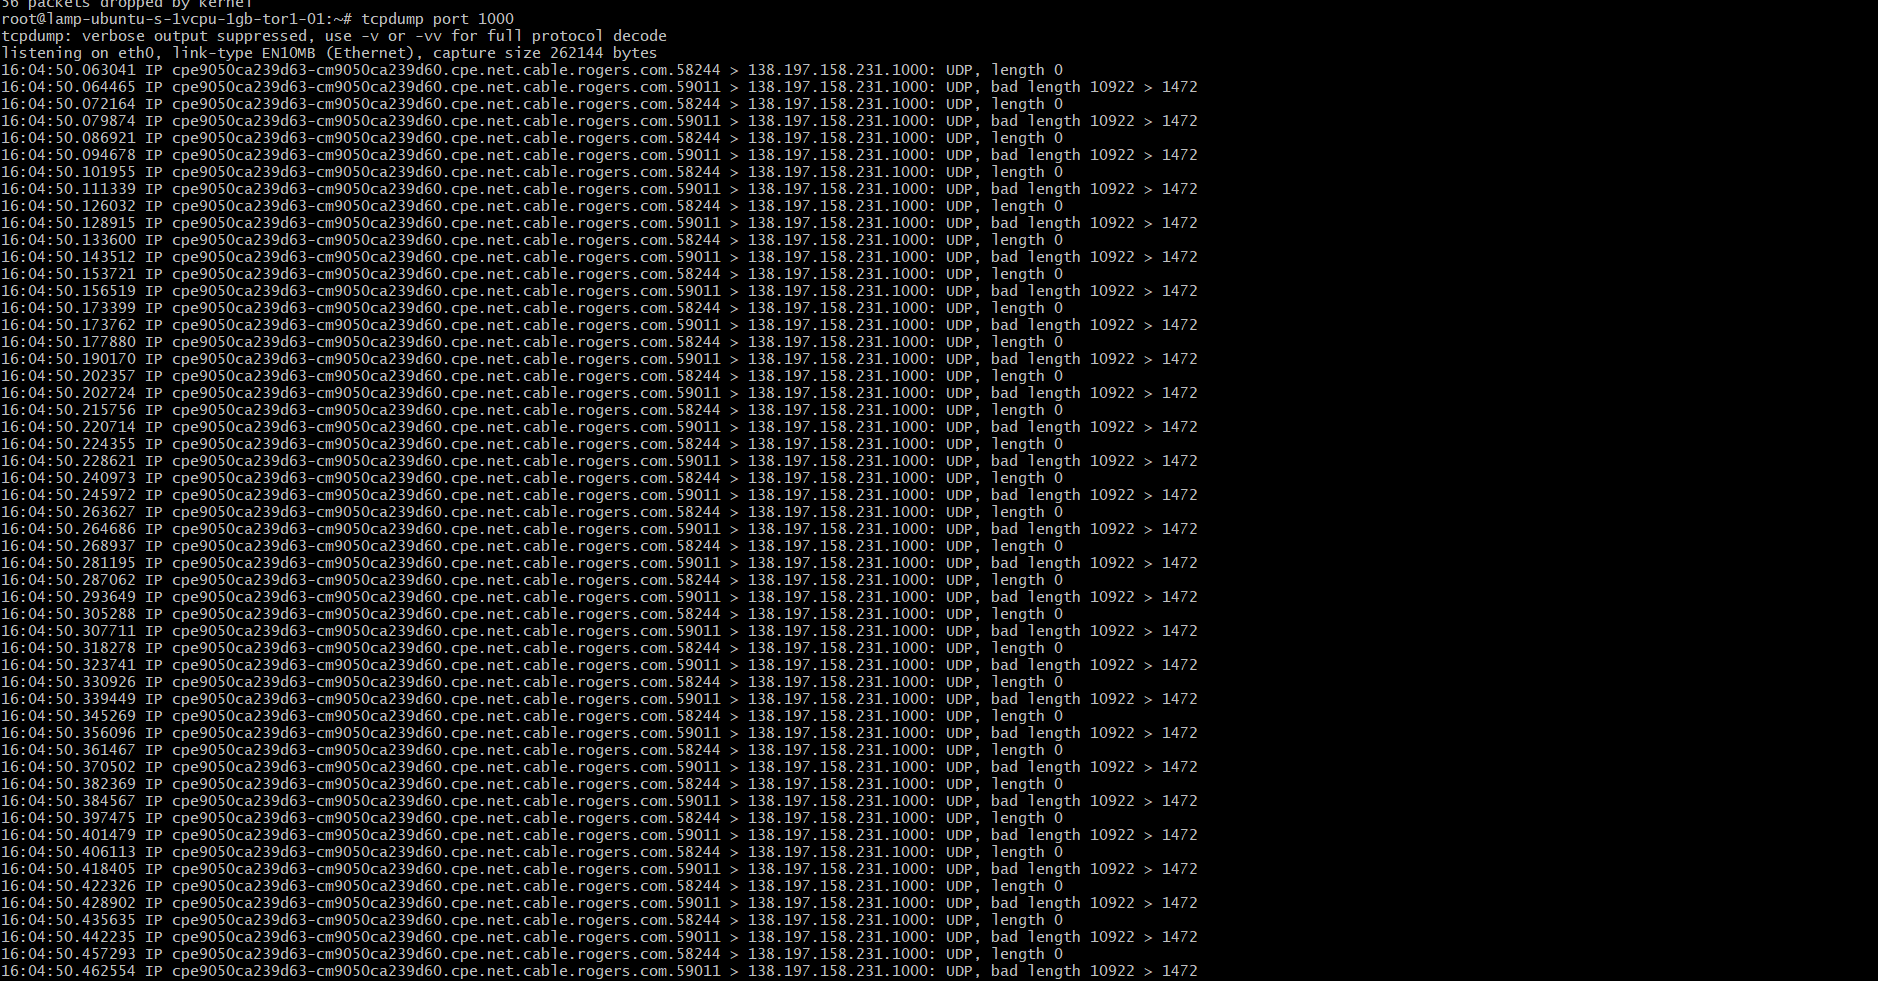 56 packets dropped by kernel
root@lamp-ubuntu-s-1vcpu-1gb-tor1-01:~# tcpdump port 1000
tcpdump: verbose output suppressed, use -v or -vv for full protocol decode
listening on eth0, link-type EN10MB (Ethernet), capture size 262144 bytes
16:04:50.063041 IP cpe9050ca239d63-cm9050ca239d60.cpe.net.cable.rogers.com.58244 > 138.197.158.231.1000: UDP, length 0
16:04:50.064465 IP cpe9050ca239d63-cm9050ca239d60.cpe.net.cable.rogers.com.59011 > 138.197.158.231.1000: UDP, bad length 10922 > 1472
16:04:50.072164 IP cpe9050ca239d63-cm9050ca239d60.cpe.net.cable.rogers.com.58244 > 138.197.158.231.1000: UDP, length 0
16:04:50.079874 IP cpe9050ca239d63-cm9050ca239d60.cpe.net.cable.rogers.com.59011 > 138.197.158.231.1000: UDP, bad length 10922 > 1472
16:04:50.086921 IP cpe9050ca239d63-cm9050ca239d60.cpe.net.cable.rogers.com.58244 > 138.197.158.231.1000: UDP, length 0
16:04:50.094678 IP cpe9050ca239d63-cm9050ca239d60.cpe.net.cable.rogers.com.59011 > 138.197.158.231.1000: UDP, bad length 10922 > 1472
16:04:50.101955 IP cpe9050ca239d63-cm9050ca239d60.cpe.net.cable.rogers.com.58244 > 138.197.158.231.1000: UDP, length 0
16:04:50.111339 IP cpe9050ca239d63-cm9050ca239d60.cpe.net.cable.rogers.com.59011 > 138.197.158.231.1000: UDP, bad length 10922 > 1472
16:04:50.126032 IP cpe9050ca239d63-cm9050ca239d60.cpe.net.cable.rogers.com.58244 > 138.197.158.231.1000: UDP, length 0
16:04:50.128915 IP cpe9050ca239d63-cm9050ca239d60.cpe.net.cable.rogers.com.59011 > 138.197.158.231.1000: UDP, bad length 10922 > 1472
16:04:50.133600 IP cpe9050ca239d63-cm9050ca239d60.cpe.net.cable.rogers.com.58244 > 138.197.158.231.1000: UDP, length 0
16:04:50.143512 IP cpe9050ca239d63-cm9050ca239d60.cpe.net.cable.rogers.com.59011 > 138.197.158.231.1000: UDP, bad length 10922 > 1472
16:04:50.153721 IP cpe9050ca239d63-cm9050ca239d60.cpe.net.cable.rogers.com.58244 > 138.197.158.231.1000: UDP, length 0
16:04:50.156519 IP cpe9050ca239d63-cm9050ca239d60.cpe.net.cable.rogers.com.59011 > 138.197.158.231.1000: UDP, bad length 10922 > 1472
16:04:50.173399 IP cpe9050ca239d63-cm9050ca239d60.cpe.net.cable.rogers.com.58244 > 138.197.158.231.1000: UDP, length 0
16:04:50.173762 IP cpe9050ca239d63-cm9050ca239d60.cpe.net.cable.rogers.com.59011 > 138.197.158.231.1000: UDP, bad length 10922 > 1472
16:04:50.177880 IP cpe9050ca239d63-cm9050ca239d60.cpe.net.cable.rogers.com.58244 > 138.197.158.231.1000: UDP, length 0
16:04:50.190170 IP cpe9050ca239d63-cm9050ca239d60.cpe.net.cable.rogers.com.59011 > 138.197.158.231.1000: UDP, bad length 10922 > 1472
16:04:50.202357 IP cpe9050ca239d63-cm9050ca239d60.cpe.net.cable.rogers.com.58244 > 138.197.158.231.1000: UDP, length 0
16:04:50.202724 IP cpe9050ca239d63-cm9050ca239d60.cpe.net.cable.rogers.com.59011 > 138.197.158.231.1000: UDP, bad length 10922 > 1472
16:04:50.215756 IP cpe9050ca239d63-cm9050ca239d60.cpe.net.cable.rogers.com.58244 > 138.197.158.231.1000: UDP, length 0
16:04:50.220714 IP cpe9050ca239d63-cm9050ca239d60.cpe.net.cable.rogers.com.59011 > 138.197.158.231.1000: UDP, bad length 10922 > 1472
16:04:50.224355 IP cpe9050ca239d63-cm9050ca239d60.cpe.net.cable.rogers.com.58244 > 138.197.158.231.1000: UDP, length 0
16:04:50.228621 IP cpe9050ca239d63-cm9050ca239d60.cpe.net.cable.rogers.com.59011 > 138.197.158.231.1000: UDP, bad length 10922 > 1472
16:04:50.240973 IP cpe9050ca239d63-cm9050ca239d60.cpe.net.cable.rogers.com.58244 > 138.197.158.231.1000: UDP, length 0
16:04:50.245972 IP cpe9050ca239d63-cm9050ca239d60.cpe.net.cable.rogers.com.59011 > 138.197.158.231.1000: UDP, bad length 10922 > 1472
16:04:50.263627 IP cpe9050ca239d63-cm9050ca239d60.cpe.net.cable.rogers.com.58244 > 138.197.158.231.1000: UDP, length 0
16:04:50.264686 IP cpe9050ca239d63-cm9050ca239d60.cpe.net.cable.rogers.com.59011 > 138.197.158.231.1000: UDP, bad length 10922 > 1472
16:04:50.268937 IP cpe9050ca239d63-cm9050ca239d60.cpe.net.cable.rogers.com.58244 > 138.197.158.231.1000: UDP, length 0
16:04:50.281195 IP cpe9050ca239d63-cm9050ca239d60.cpe.net.cable.rogers.com.59011 > 138.197.158.231.1000: UDP, bad length 10922 > 1472
16:04:50.287062 IP cpe9050ca239d63-cm9050ca239d60.cpe.net.cable.rogers.com.58244 > 138.197.158.231.1000: UDP, length 0
16:04:50.293649 IP cpe9050ca239d63-cm9050ca239d60.cpe.net.cable.rogers.com.59011 > 138.197.158.231.1000: UDP, bad length 10922 > 1472
16:04:50.305288 IP cpe9050ca239d63-cm9050ca239d60.cpe.net.cable.rogers.com.58244 > 138.197.158.231.1000: UDP, length 0
16:04:50.307711 IP cpe9050ca239d63-cm9050ca239d60.cpe.net.cable.rogers.com.59011 > 138.197.158.231.1000: UDP, bad length 10922 > 1472
16:04:50.318278 IP cpe9050ca239d63-cm9050ca239d60.cpe.net.cable.rogers.com.58244 > 138.197.158.231.1000: UDP, length 0
16:04:50.323741 IP cpe9050ca239d63-cm9050ca239d60.cpe.net.cable.rogers.com.59011 > 138.197.158.231.1000: UDP, bad length 10922 > 1472
16:04:50.330926 IP cpe9050ca239d63-cm9050ca239d60.cpe.net.cable.rogers.com.58244 > 138.197.158.231.1000: UDP, length 0
16:04:50.339449 IP cpe9050ca239d63-cm9050ca239d60.cpe.net.cable.rogers.com.59011 > 138.197.158.231.1000: UDP, bad length 10922 > 1472
16:04:50.345269 IP cpe9050ca239d63-cm9050ca239d60.cpe.net.cable.rogers.com.58244 > 138.197.158.231.1000: UDP, length 0
16:04:50.356096 IP cpe9050ca239d63-cm9050ca239d60.cpe.net.cable.rogers.com.59011 > 138.197.158.231.1000: UDP, bad length 10922 > 1472
16:04:50.361467 IP cpe9050ca239d63-cm9050ca239d60.cpe.net.cable.rogers.com.58244 > 138.197.158.231.1000: UDP, length 0
16:04:50.370502 IP cpe9050ca239d63-cm9050ca239d60.cpe.net.cable.rogers.com.59011 > 138.197.158.231.1000: UDP, bad length 10922 > 1472
16:04:50.382369 IP cpe9050ca239d63-cm9050ca239d60.cpe.net.cable.rogers.com.58244 > 138.197.158.231.1000: UDP, length 0
16:04:50.384567 IP cpe9050ca239d63-cm9050ca239d60.cpe.net.cable.rogers.com.59011 > 138.197.158.231.1000: UDP, bad length 10922 > 1472
16:04:50.397475 IP cpe9050ca239d63-cm9050ca239d60.cpe.net.cable.rogers.com.58244 > 138.197.158.231.1000: UDP, length 0
16:04:50.401479 IP cpe9050ca239d63-cm9050ca239d60.cpe.net.cable.rogers.com.59011 > 138.197.158.231.1000: UDP, bad length 10922 > 1472
16:04:50.406113 IP cpe9050ca239d63-cm9050ca239d60.cpe.net.cable.rogers.com.58244 > 138.197.158.231.1000: UDP, length 0
16:04:50.418405 IP cpe9050ca239d63-cm9050ca239d60.cpe.net.cable.rogers.com.59011 > 138.197.158.231.1000: UDP, bad length 10922 > 1472
16:04:50.422326 IP cpe9050ca239d63-cm9050ca239d60.cpe.net.cable.rogers.com.58244 > 138.197.158.231.1000: UDP, length 0
16:04:50.428902 IP cpe9050ca239d63-cm9050ca239d60.cpe.net.cable.rogers.com.59011 > 138.197.158.231.1000: UDP, bad length 10922 > 1472
16:04:50.435635 IP cpe9050ca239d63-cm9050ca239d60.cpe.net.cable.rogers.com.58244 > 138.197.158.231.1000: UDP, length 0
16:04:50.442235 IP cpe9050ca239d63-cm9050ca239d60.cpe.net.cable.rogers.com.59011 > 138.197.158.231.1000: UDP, bad length 10922 > 1472
16:04:50.457293 IP cpe9050ca239d63-cm9050ca239d60.cpe.net.cable.rogers.com.58244 > 138.197.158.231.1000: UDP, length 0
16:04:50.462554 IP cpe9050ca239d63-cm9050ca239d60.cpe.net.cable.rogers.com.59011 > 138.197.158.231.1000: UDP, bad length 10922 > 1472